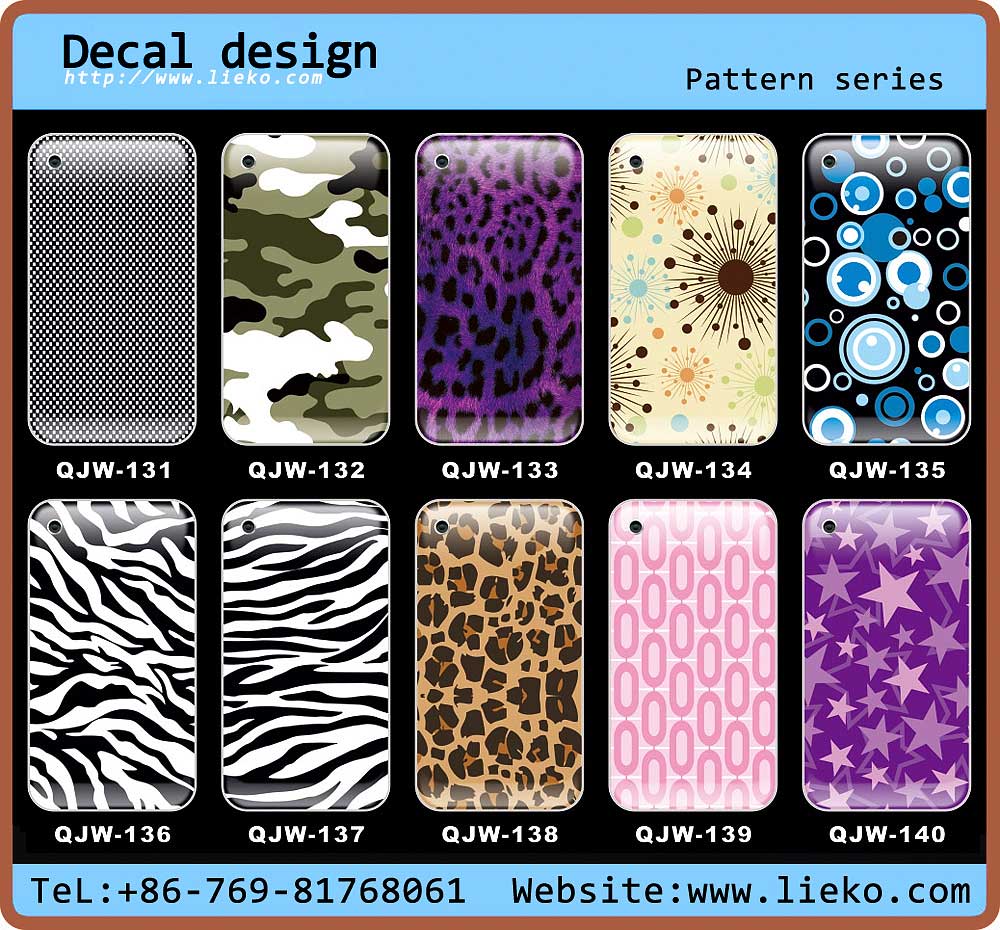 Decal design
http://www.lieko.com
Pattern series
QJW-131 QJW-132 QJW-133 QJW-134 QJW-135
QJW-136 QJW-137 QJW-138 QJW-139 QJW-140
TeL:+86-769-81768061 Website:www.lieko.com